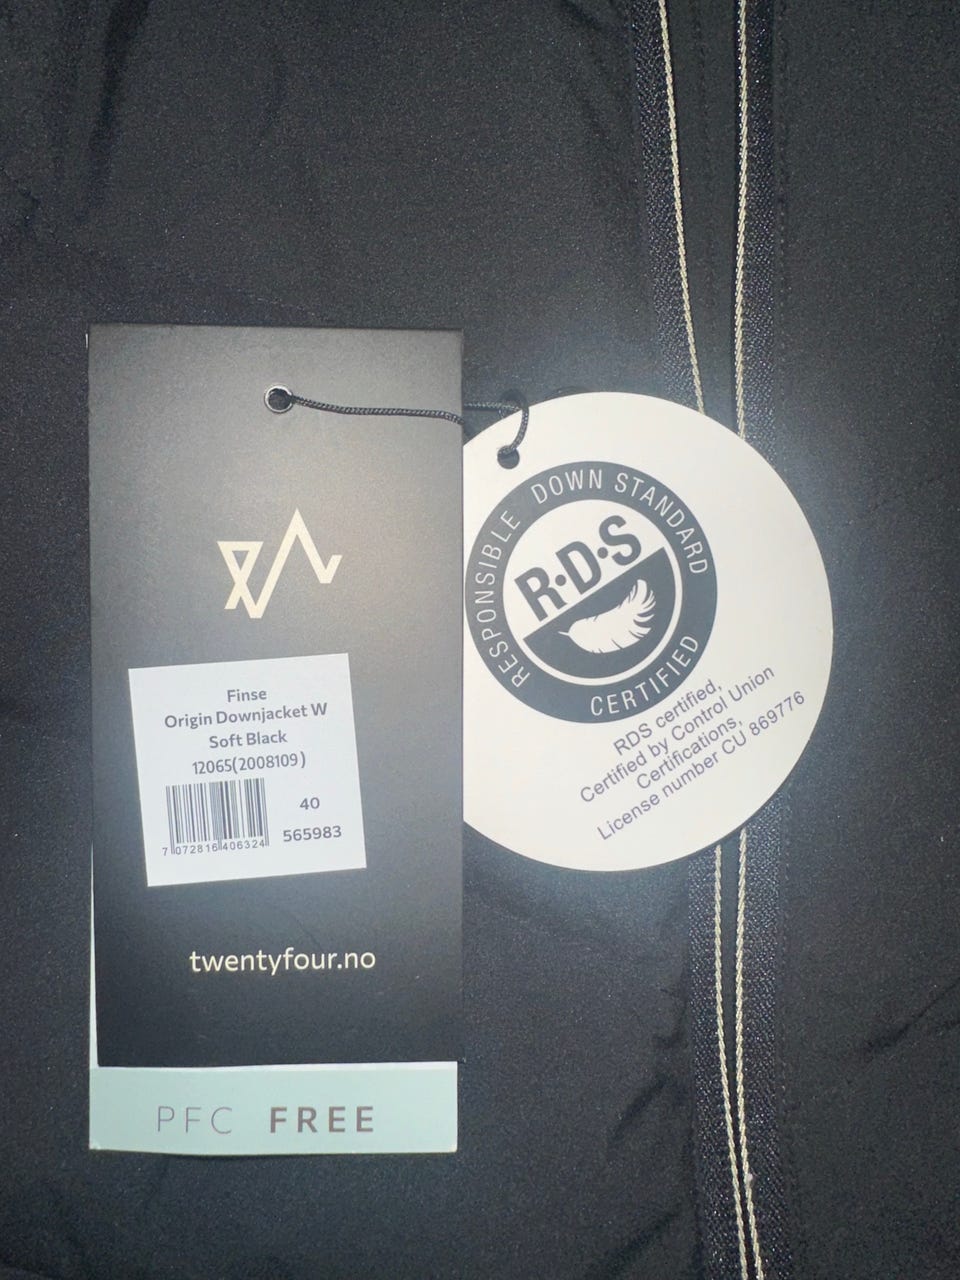 Finse
Origin Downjacket W
Soft Black
12065(2008109)
40
7 072816 406324
565983
twentyfour.no
PFC FREE
RESPONSIBLE DOWN STANDARD
R·D·S
CERTIFIED
RDS certified,
Certified by Control Union
Certifications,
License number CU 869776